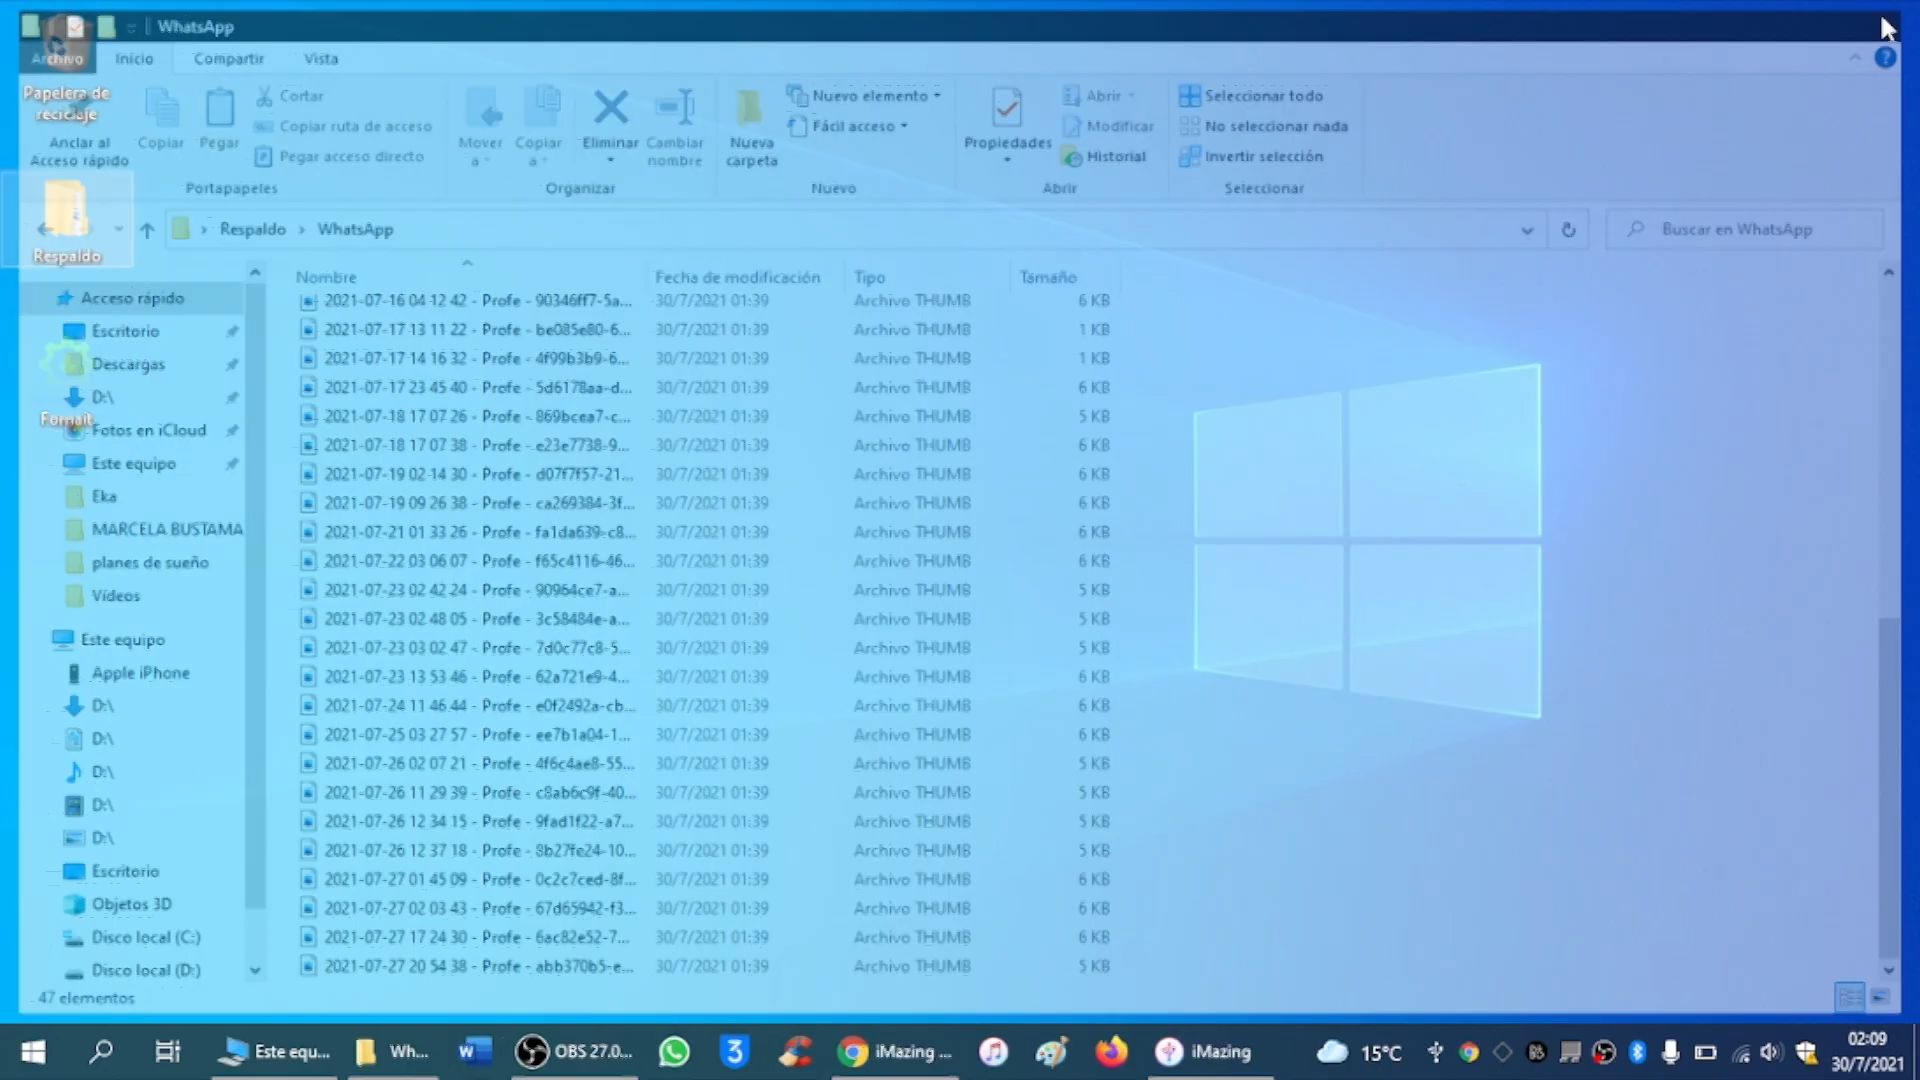 WhatsApp
Archivo Inicio Compartir Vista
Papelera de
reciclaje
Anclar al
Acceso rápido
Copiar
Pegar
Cortar
Copiar ruta de acceso
Pegar acceso directo
Portapapeles
Mover
a
Copiar
a
Eliminar
Cambiar
nombre
Organizar
Nueva
carpeta
Nuevo elemento
Fácil acceso
Nuevo
Propiedades
Abrir
Modificar
Historial
Abrir
Seleccionar todo
No seleccionar nada
Invertir selección
Seleccionar
Respaldo
Respaldo › WhatsApp
Buscar en WhatsApp
Acceso rápido
Escritorio
Descargas
D:\
Fotos en iCloud
Este equipo
Eka
MARCELA BUSTAMA
planes de sueño
Vídeos
Este equipo
Apple iPhone
D:\
D:\
D:\
D:\
D:\
Escritorio
Objetos 3D
Disco local (C:)
Disco local (D:)
Nombre Fecha de modificación Tipo Tamaño
2021-07-16 04 12 42 - Profe - 90346ff7-5a... 30/7/2021 01:39 Archivo THUMB 6 KB
2021-07-17 13 11 22 - Profe - be085e80-6... 30/7/2021 01:39 Archivo THUMB 1 KB
2021-07-17 14 16 32 - Profe - 4f99b3b9-6... 30/7/2021 01:39 Archivo THUMB 1 KB
2021-07-17 23 45 40 - Profe - 5d6178aa-d... 30/7/2021 01:39 Archivo THUMB 6 KB
2021-07-18 17 07 26 - Profe - 869bcea7-c... 30/7/2021 01:39 Archivo THUMB 5 KB
2021-07-18 17 07 38 - Profe - e23e7738-9... 30/7/2021 01:39 Archivo THUMB 6 KB
2021-07-19 02 14 30 - Profe - d07f7f57-21... 30/7/2021 01:39 Archivo THUMB 6 KB
2021-07-19 09 26 38 - Profe - ca269384-3f... 30/7/2021 01:39 Archivo THUMB 6 KB
2021-07-21 01 33 26 - Profe - fa1da639-c8... 30/7/2021 01:39 Archivo THUMB 6 KB
2021-07-22 03 06 07 - Profe - f65c4116-46... 30/7/2021 01:39 Archivo THUMB 6 KB
2021-07-23 02 42 24 - Profe - 90964ce7-a... 30/7/2021 01:39 Archivo THUMB 5 KB
2021-07-23 02 48 05 - Profe - 3c58484e-a... 30/7/2021 01:39 Archivo THUMB 5 KB
2021-07-23 03 02 47 - Profe - 7d0c77c8-5... 30/7/2021 01:39 Archivo THUMB 5 KB
2021-07-23 13 53 46 - Profe - 62a721e9-4... 30/7/2021 01:39 Archivo THUMB 6 KB
2021-07-24 11 46 44 - Profe - e0f2492a-cb... 30/7/2021 01:39 Archivo THUMB 6 KB
2021-07-25 03 27 57 - Profe - ee7b1a04-1... 30/7/2021 01:39 Archivo THUMB 5 KB
2021-07-26 02 07 21 - Profe - 4f6c4ae8-55... 30/7/2021 01:39 Archivo THUMB 5 KB
2021-07-26 11 29 39 - Profe - c8ab6c9f-40... 30/7/2021 01:39 Archivo THUMB 5 KB
2021-07-26 12 34 15 - Profe - 9fad1f22-a7... 30/7/2021 01:39 Archivo THUMB 5 KB
2021-07-26 12 37 18 - Profe - 8b27fe24-10... 30/7/2021 01:39 Archivo THUMB 5 KB
2021-07-27 01 45 09 - Profe - 0c2c7ced-8f... 30/7/2021 01:39 Archivo THUMB 6 KB
2021-07-27 02 03 43 - Profe - 67d65942-f3... 30/7/2021 01:39 Archivo THUMB 6 KB
2021-07-27 17 24 30 - Profe - 6ac82e52-7... 30/7/2021 01:39 Archivo THUMB 6 KB
2021-07-27 20 54 38 - Profe - abb370b5-e... 30/7/2021 01:39 Archivo THUMB 5 KB
47 elementos
Este equ... Wh... OBS 27.0... iMazing ... iMazing 15°C 02:09
30/7/2021